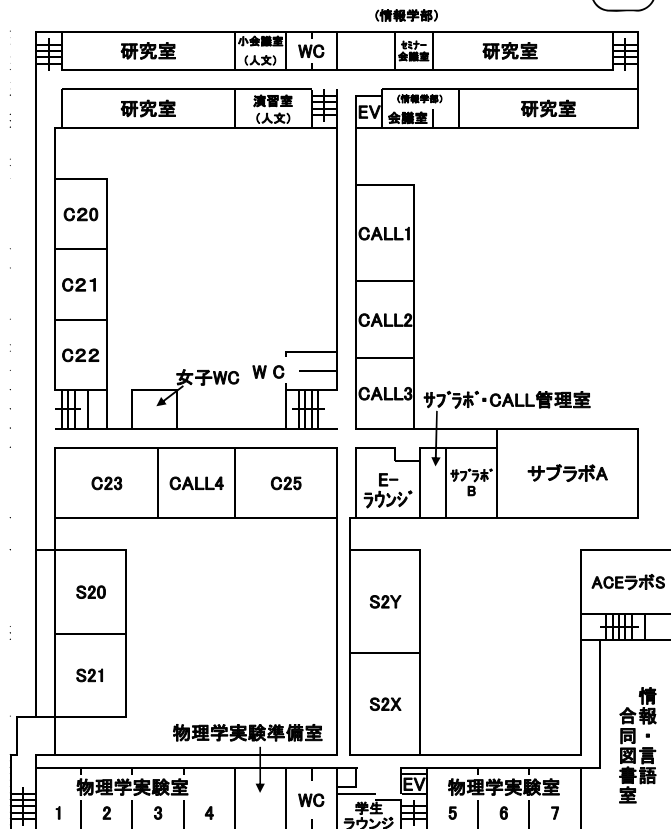 （情報学部）
研究室
小会議室
（人文）
WC
セミナー
会議室
研究室
研究室
演習室
（人文）
EV
（情報学部）
会議室
研究室
C20
C21
C22
CALL1
CALL2
CALL3
女子WC
WC
サブラボ・CALL管理室
C23
CALL4
C25
E-
ラウンジ
サブラボ
B
サブラボA
S20
S21
S2Y
S2X
ACEラボS
情報・言語
合同図書室
物理学実験準備室
物理学実験室
1
2
3
4
WC
学生
ラウンジ
EV
物理学実験室
5
6
7